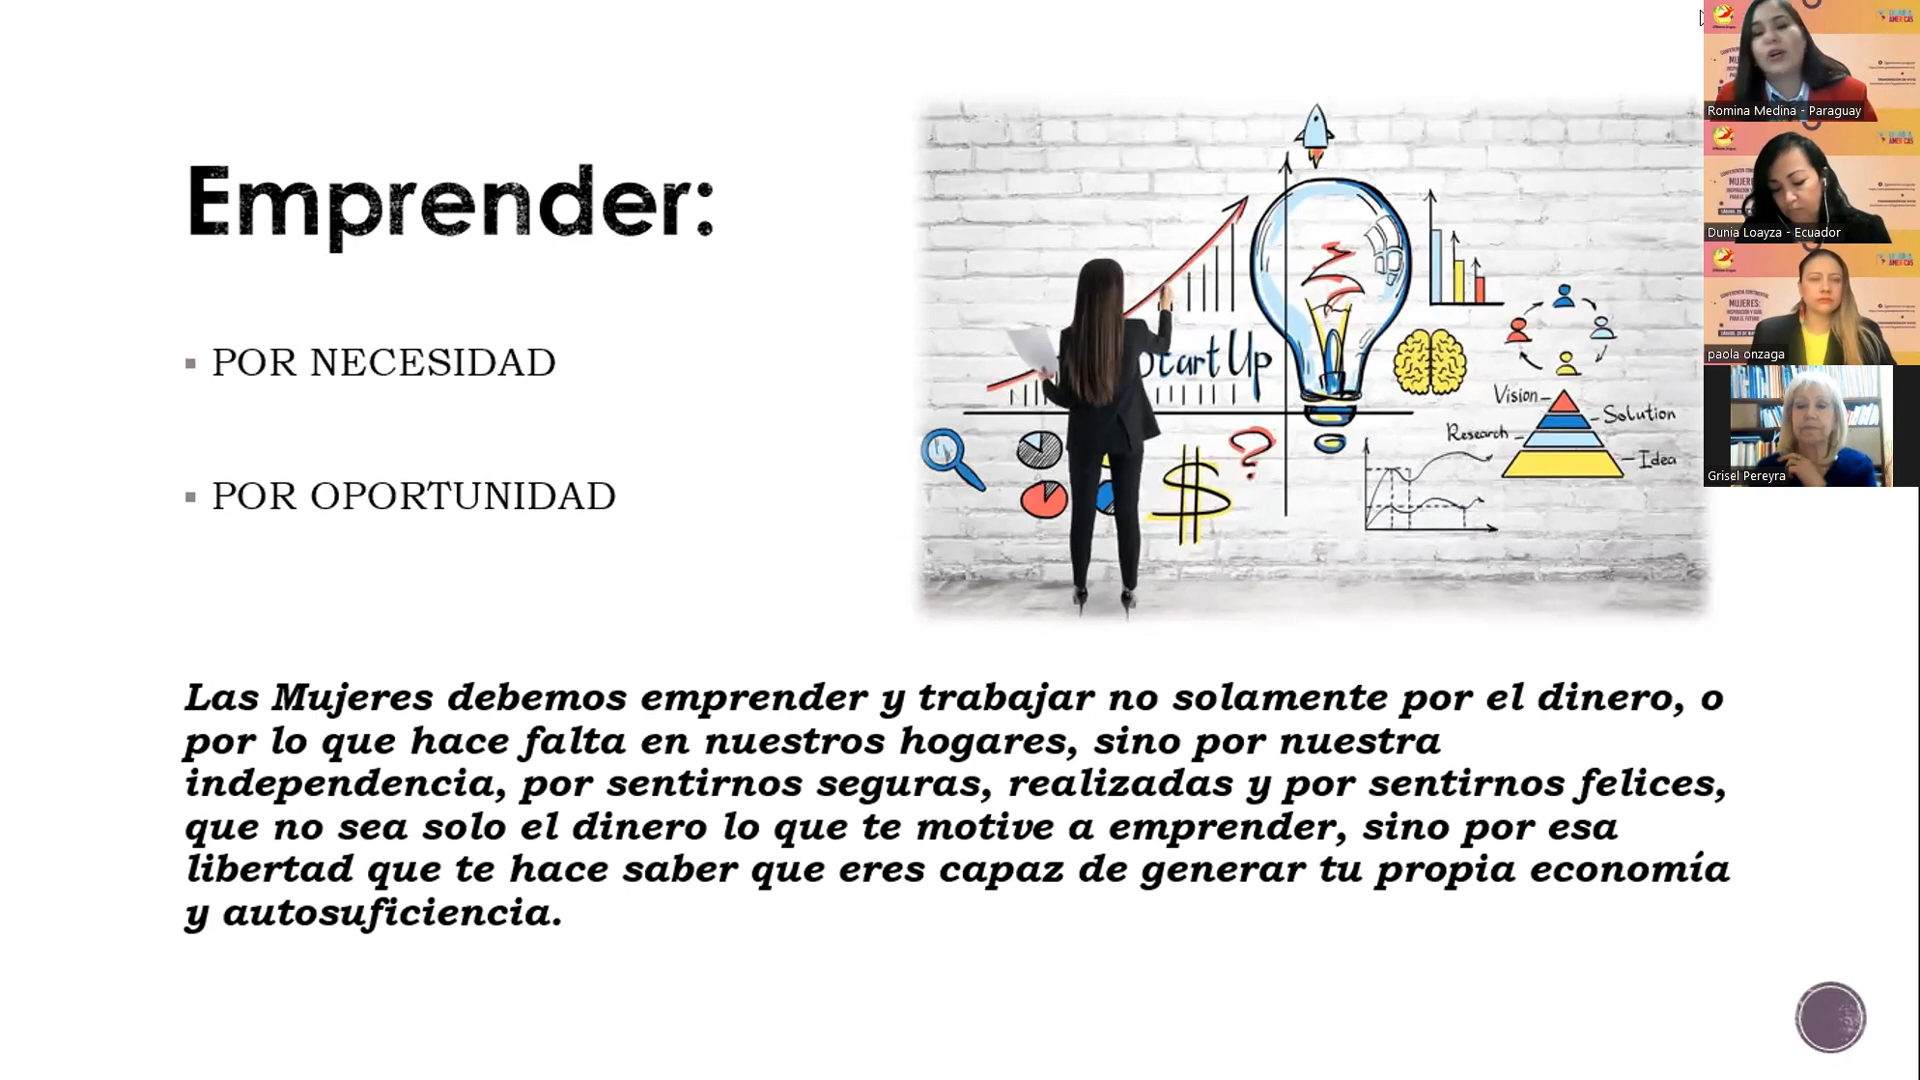 Emprender:
POR NECESIDAD
POR OPORTUNIDAD
Start Up
Vision
Solution
Research
Idea
Las Mujeres debemos emprender y trabajar no solamente por el dinero, o
por lo que hace falta en nuestros hogares, sino por nuestra
independencia, por sentirnos seguras, realizadas y por sentirnos felices,
que no sea solo el dinero lo que te motive a emprender, sino por esa
libertad que te hace saber que eres capaz de generar tu propia economía
y autosuficiencia.
Romina Medina - Paraguay
Dunia Loayza - Ecuador
MUJERES:
paola onzaga
Grisel Pereyra